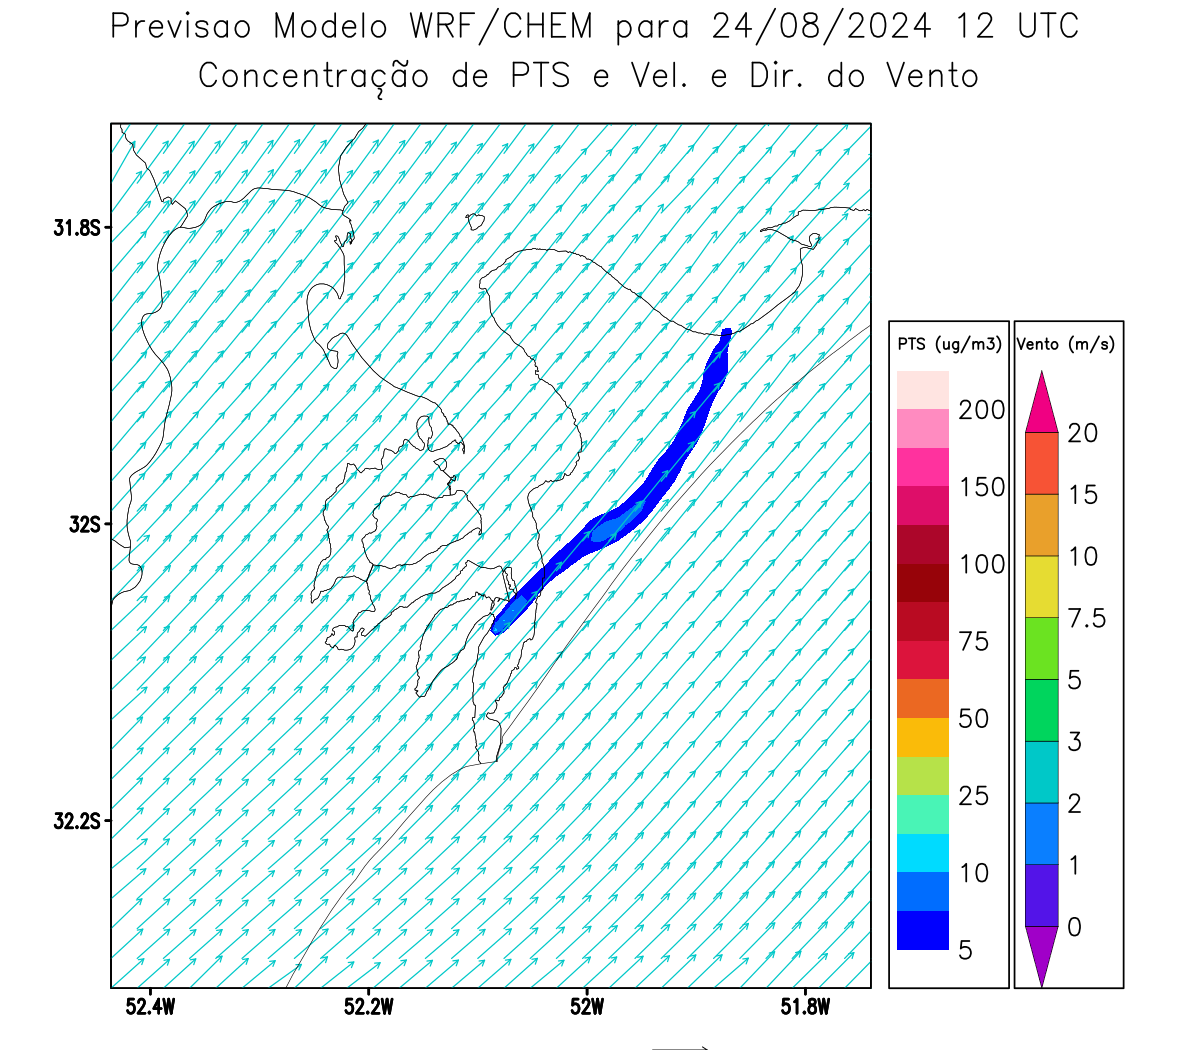 Previsao Modelo WRF/CHEM para 24/08/2024 12 UTC
Concentração de PTS e Vel. e Dir. do Vento
31.8S
32S
32.2S
52.4W 52.2W 52W 51.8W
PTS (ug/m3)
200
150
100
75
50
25
10
5
Vento (m/s)
20
15
10
7.5
5
3
2
1
0